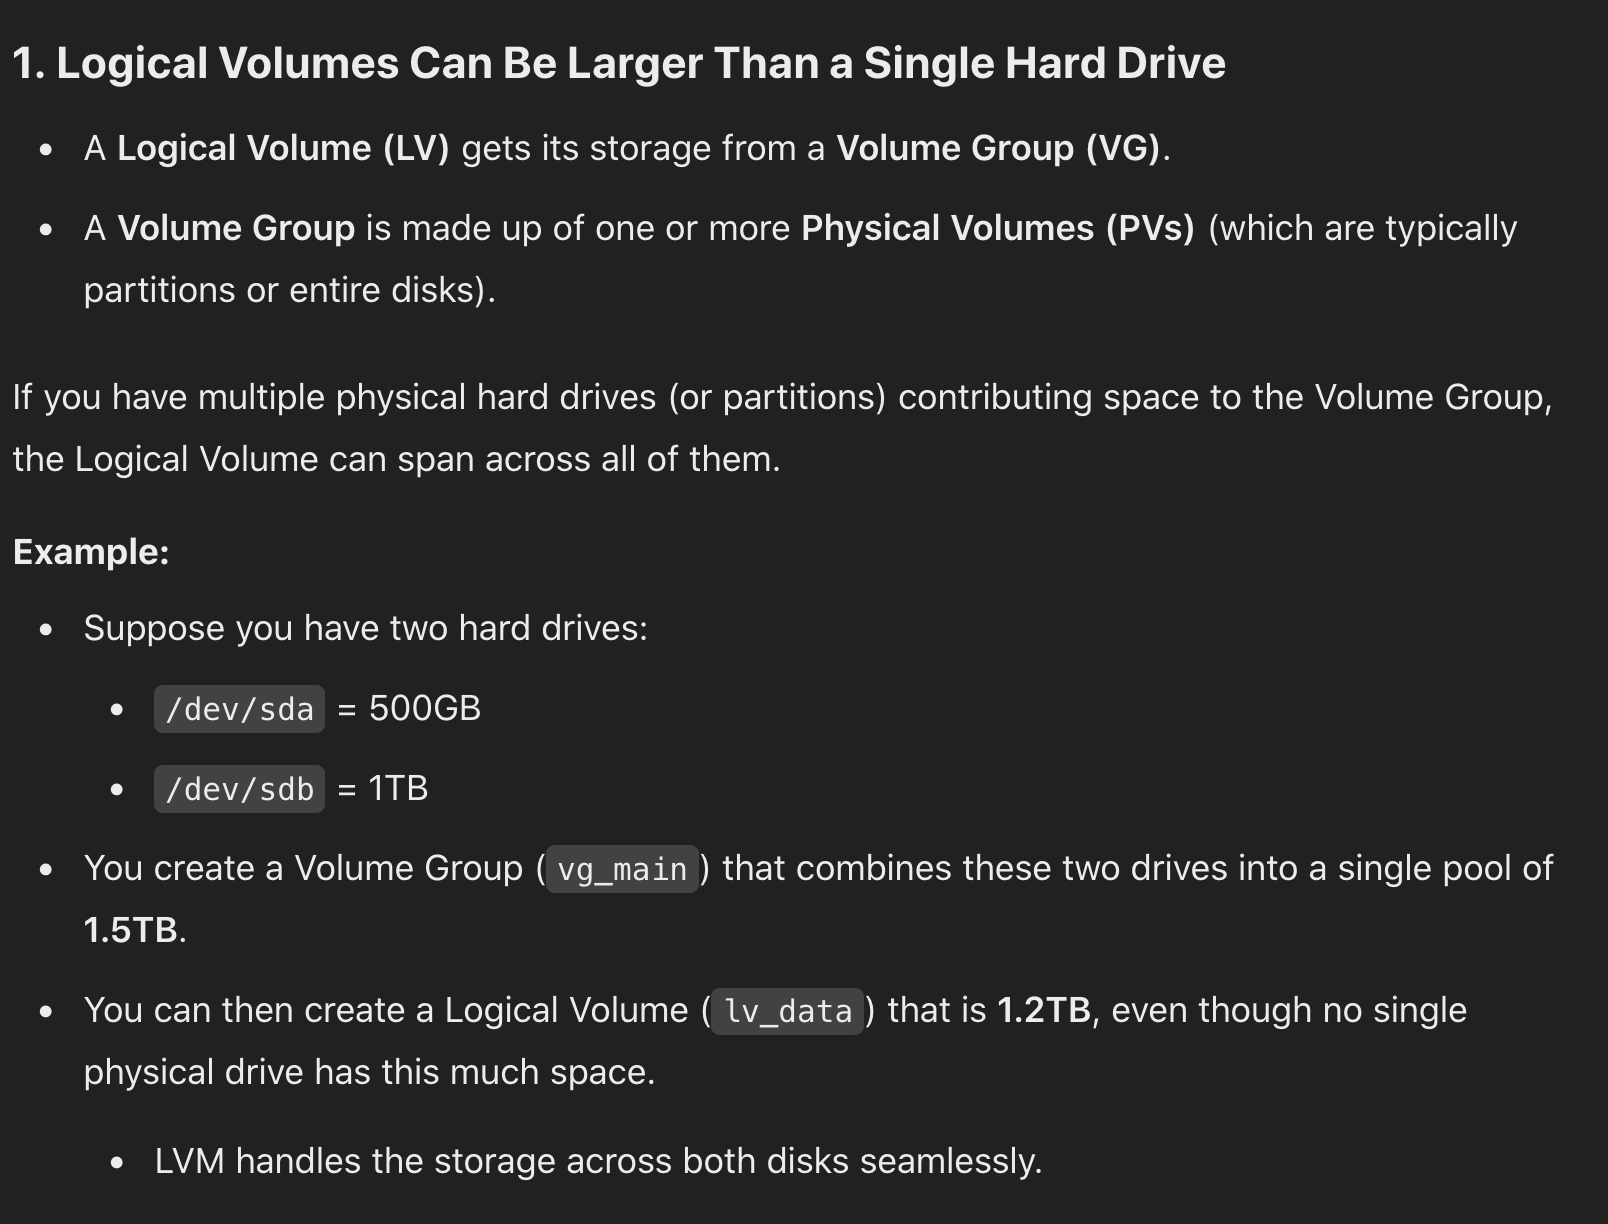 1. Logical Volumes Can Be Larger Than a Single Hard Drive
• A Logical Volume (LV) gets its storage from a Volume Group (VG).
• A Volume Group is made up of one or more Physical Volumes (PVs) (which are typically
partitions or entire disks).
If you have multiple physical hard drives (or partitions) contributing space to the Volume Group,
the Logical Volume can span across all of them.
Example:
• Suppose you have two hard drives:
• /dev/sda = 500GB
• /dev/sdb = 1TB
• You create a Volume Group (vg_main) that combines these two drives into a single pool of
1.5TB.
• You can then create a Logical Volume (lv_data) that is 1.2TB, even though no single
physical drive has this much space.
• LVM handles the storage across both disks seamlessly.